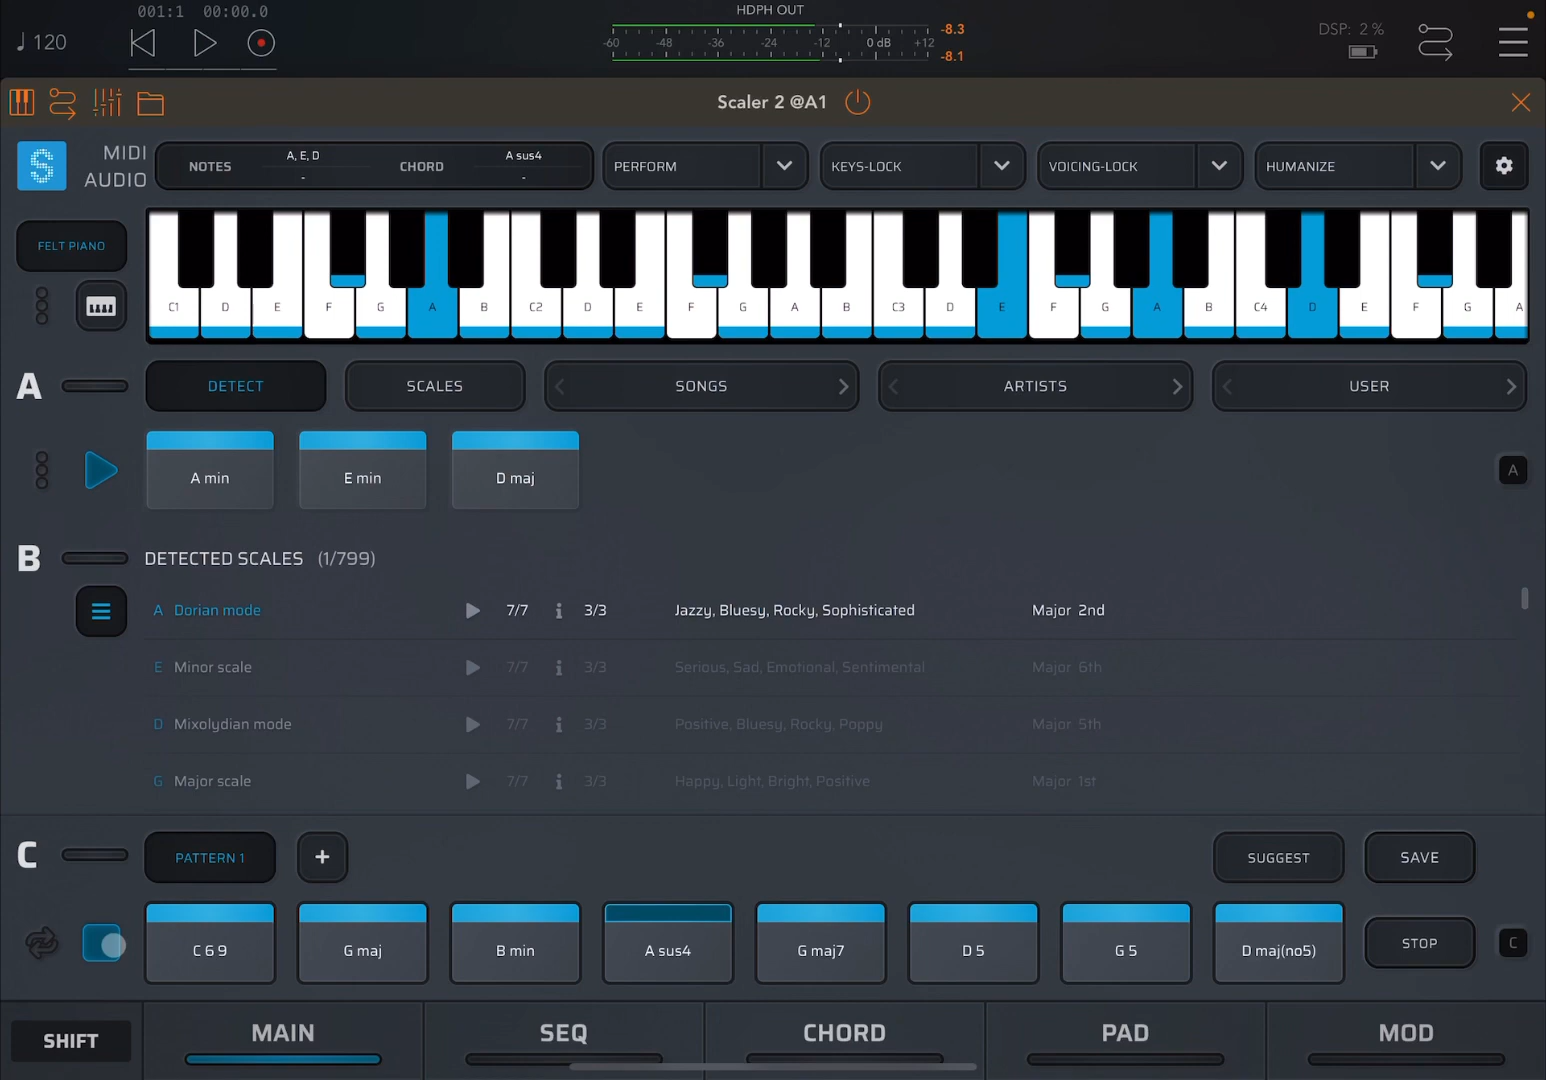 001:1 00:00.0
HDPH OUT
120
-60 -48 -36 -24 -12 0 dB +12
-8.3
-8.1
DSP: 2 %
Scaler 2 @A1
S
MIDI
AUDIO
NOTES A, E, D -
CHORD A sus4 -
PERFORM
KEYS-LOCK
VOICING-LOCK
HUMANIZE
FELT PIANO
C1 D E F G A B C2 D E F G A B C3 D E F G A B C4 D E F G A
A
DETECT SCALES SONGS ARTISTS USER
A min E min D maj A
B
DETECTED SCALES (1/799)
A Dorian mode 7/7 i 3/3 Jazzy, Bluesy, Rocky, Sophisticated Major 2nd
E Minor scale 7/7 i 3/3 Serious, Sad, Emotional, Sentimental Major 6th
D Mixolydian mode 7/7 i 3/3 Positive, Bluesy, Rocky, Poppy Major 5th
G Major scale 7/7 i 3/3 Happy, Light, Bright, Positive Major 1st
C
PATTERN 1 + SUGGEST SAVE
C 6 9 G maj B min A sus4 G maj7 D 5 G 5 D maj(no5) STOP C
SHIFT MAIN SEQ CHORD PAD MOD